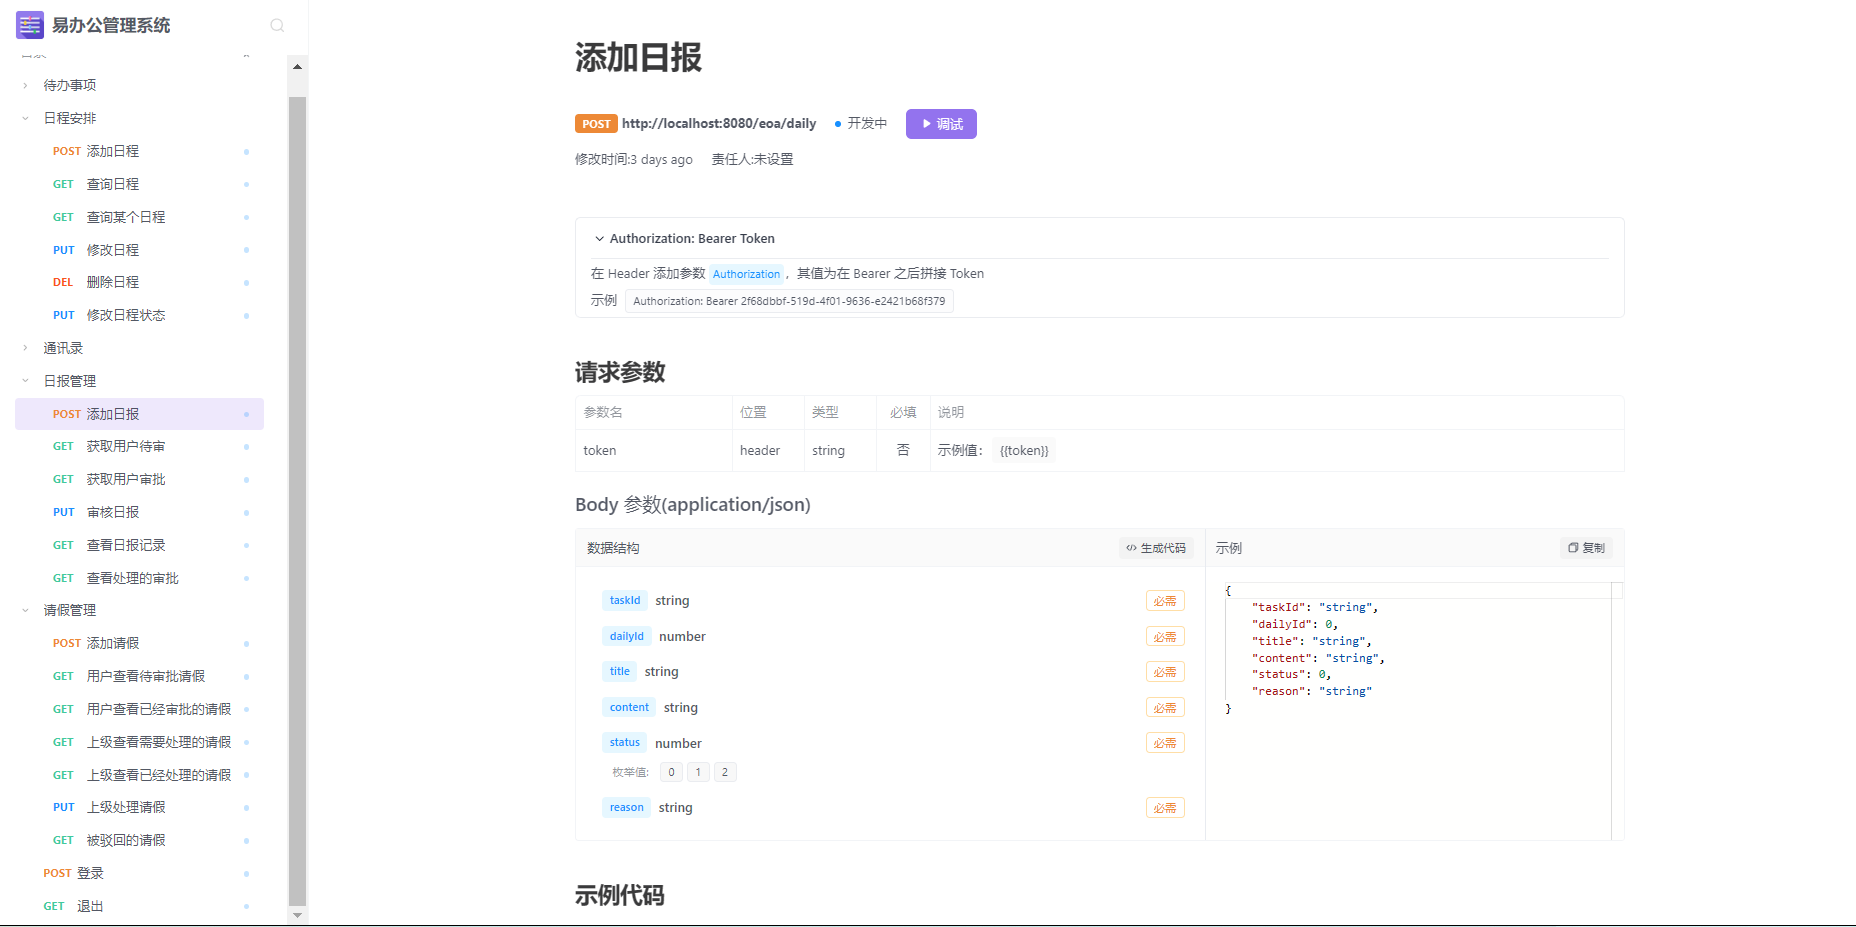 易办公管理系统
待办事项
日程安排
POST 添加日程
GET 查询日程
GET 查询某个日程
PUT 修改日程
DEL 删除日程
PUT 修改日程状态
通讯录
日报管理
POST 添加日报
GET 获取用户待审
GET 获取用户审批
PUT 审核日报
GET 查看日报记录
GET 查看处理的审批
请假管理
POST 添加请假
GET 用户查看待审批请假
GET 用户查看已经审批的请假
GET 上级查看需要处理的请假
GET 上级查看已经处理的请假
PUT 上级处理请假
GET 被驳回的请假
POST 登录
GET 退出
添加日报
POST http://localhost:8080/eoa/daily 开发中 调试
修改时间:3 days ago 责任人:未设置
Authorization: Bearer Token
在 Header 添加参数 Authorization ，其值为在 Bearer 之后拼接 Token
示例 Authorization: Bearer 2f68dbbf-519d-4f01-9636-e2421b68f379
请求参数
参数名 位置 类型 必填 说明
token header string 否 示例值： {{token}}
Body 参数(application/json)
数据结构 生成代码
taskId string 必需
dailyId number 必需
title string 必需
content string 必需
status number 必需
枚举值: 0 1 2
reason string 必需
示例 复制
{
"taskId": "string",
"dailyId": 0,
"title": "string",
"content": "string",
"status": 0,
"reason": "string"
}
示例代码